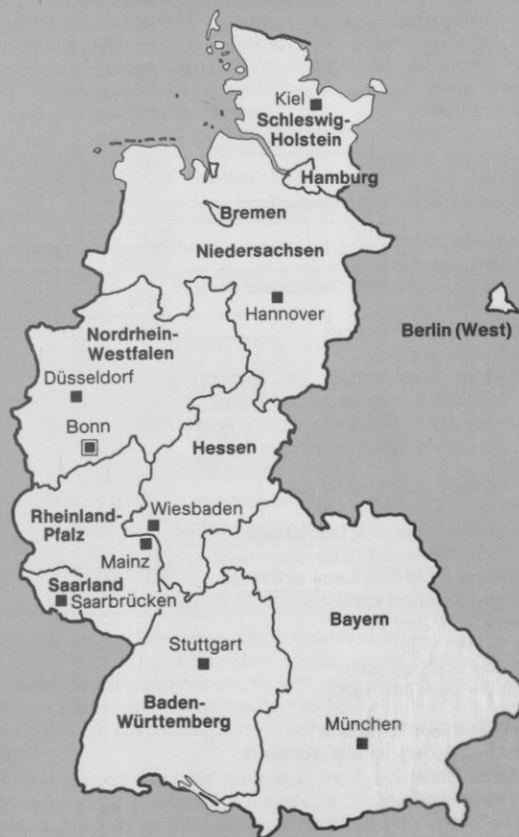 Kiel
Schleswig-
Holstein
Hamburg
Bremen
Niedersachsen
Hannover
Berlin (West)
Nordrhein-
Westfalen
Düsseldorf
Bonn
Hessen
Rheinland-
Pfalz
Wiesbaden
Mainz
Saarland
Saarbrücken
Bayern
Stuttgart
Baden-
Württemberg
München